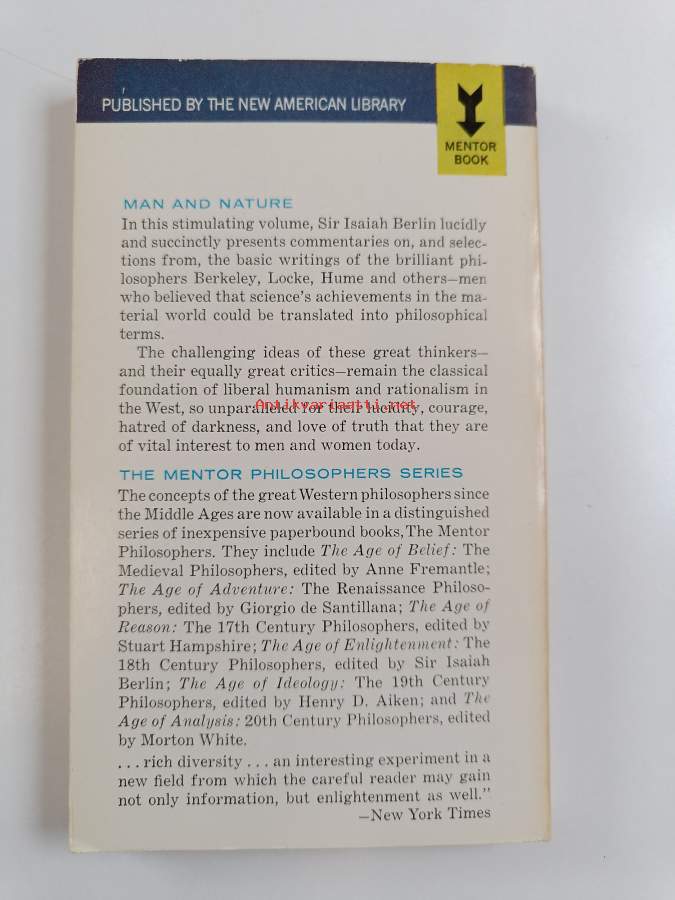 PUBLISHED BY THE NEW AMERICAN LIBRARY
MENTOR
BOOK
MAN AND NATURE
In this stimulating volume, Sir Isaiah Berlin lucidly
and succinctly presents commentaries on, and selec-
tions from, the basic writings of the brilliant phi-
losophers Berkeley, Locke, Hume and others—men
who believed that science's achievements in the ma-
terial world could be translated into philosophical
terms.
The challenging ideas of these great thinkers—
and their equally great critics—remain the classical
foundation of liberal humanism and rationalism in
the West, so unparalleled for their lucidity, courage,
Antikvariaatti.net
hatred of darkness, and love of truth that they are
of vital interest to men and women today.
THE MENTOR PHILOSOPHERS SERIES
The concepts of the great Western philosophers since
the Middle Ages are now available in a distinguished
series of inexpensive paperbound books, The Mentor
Philosophers. They include The Age of Belief: The
Medieval Philosophers, edited by Anne Fremantle;
The Age of Adventure: The Renaissance Philoso-
phers, edited by Giorgio de Santillana; The Age of
Reason: The 17th Century Philosophers, edited by
Stuart Hampshire; The Age of Enlightenment: The
18th Century Philosophers, edited by Sir Isaiah
Berlin; The Age of Ideology: The 19th Century
Philosophers, edited by Henry D. Aiken; and The
Age of Analysis: 20th Century Philosophers, edited
by Morton White.
. . . rich diversity . . . an interesting experiment in a
new field from which the careful reader may gain
not only information, but enlightenment as well."
—New York Times